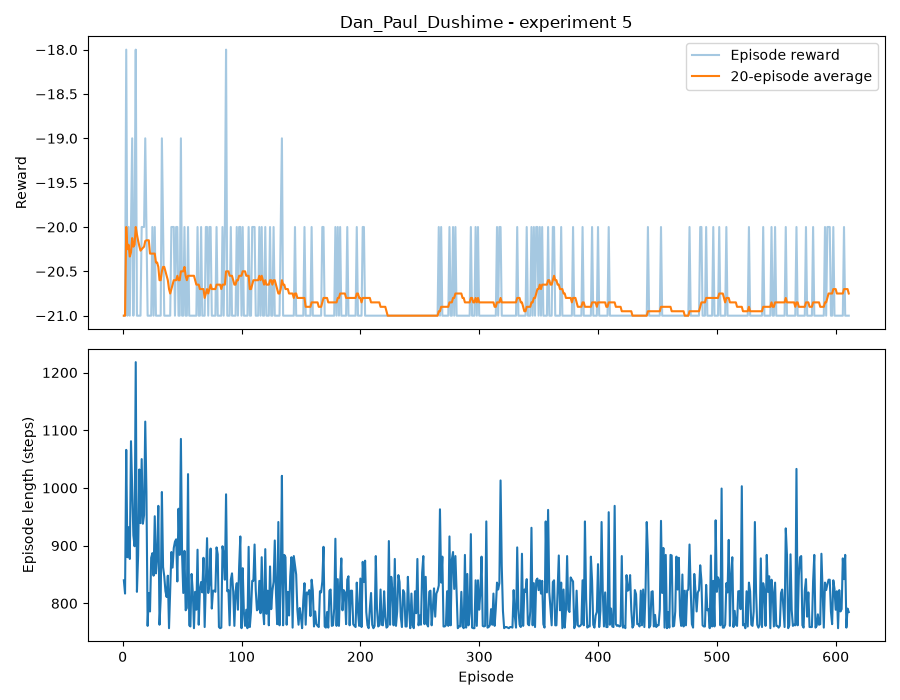 Dan_Paul_Dushime - experiment 5
Episode reward
20-episode average
Reward
−18.0
−18.5
−19.0
−19.5
−20.0
−20.5
−21.0
Episode length (steps)
1200
1100
1000
900
800
0 100 200 300 400 500 600
Episode